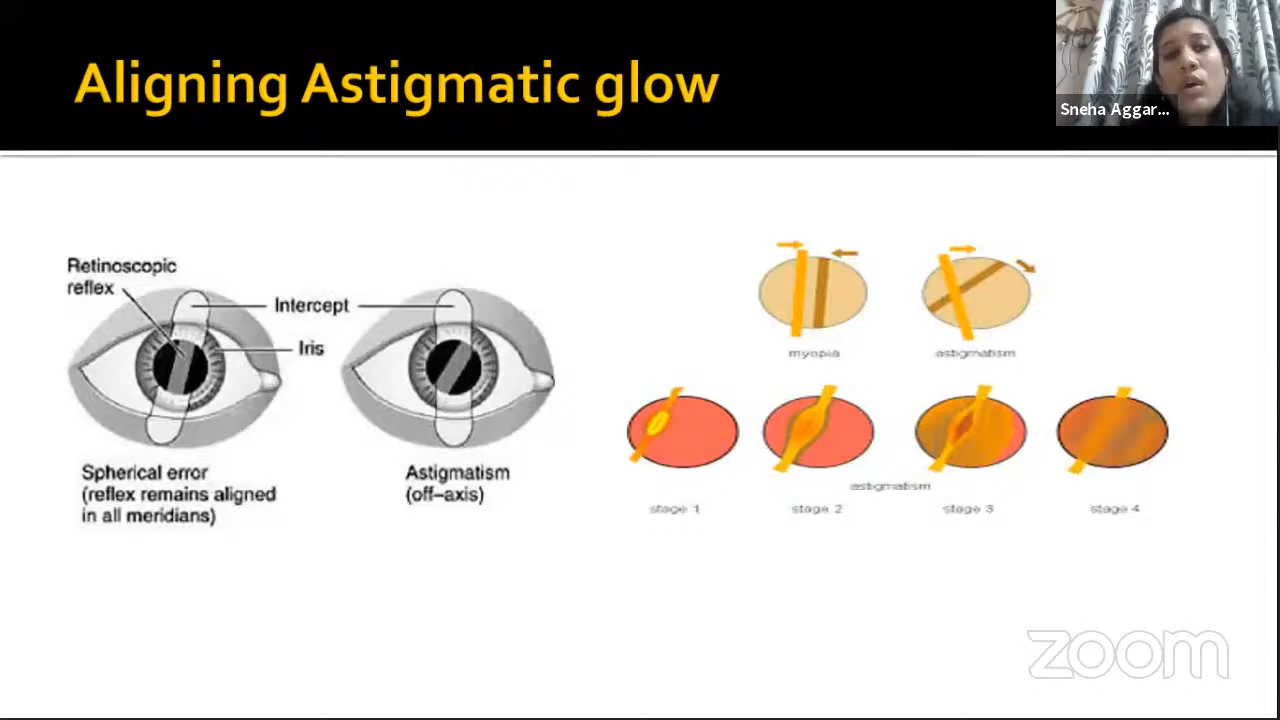 Aligning Astigmatic glow
Sneha Aggar...
Retinoscopic
reflex
Intercept
Iris
Spherical error
(reflex remains aligned
in all meridians)
Astigmatism
(off-axis)
myopia
astigmatism
astigmatism
stage 1
stage 2
stage 3
stage 4
zoom